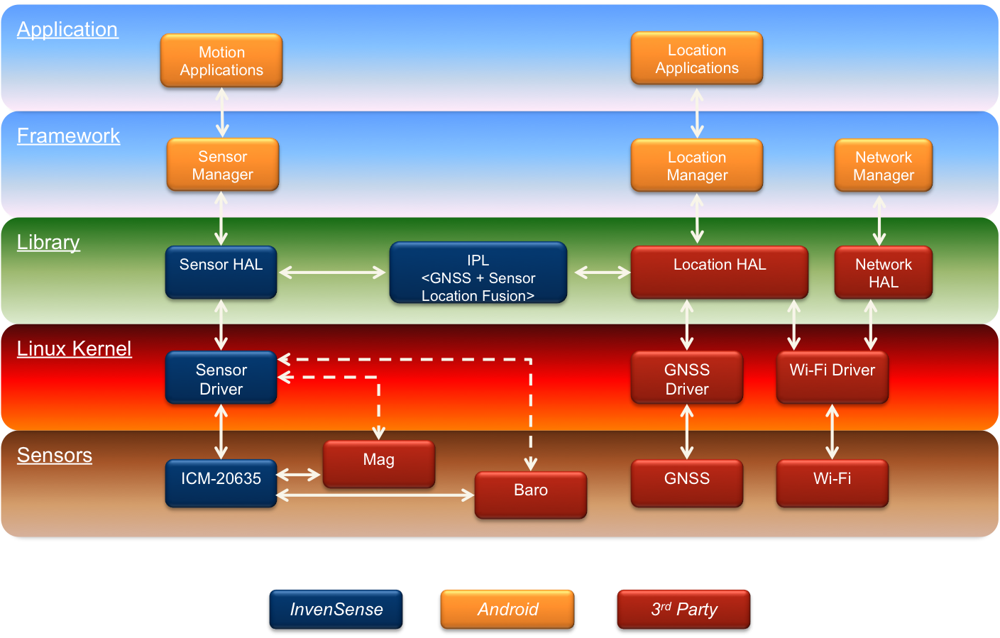 Application
Motion
Applications
Location
Applications
Framework
Sensor
Manager
Location
Manager
Network
Manager
Library
Sensor HAL
IPL
<GNSS + Sensor
Location Fusion>
Location HAL
Network
HAL
Linux Kernel
Sensor
Driver
GNSS
Driver
Wi-Fi Driver
Sensors
ICM-20635
Mag
Baro
GNSS
Wi-Fi
InvenSense
Android
3rd Party